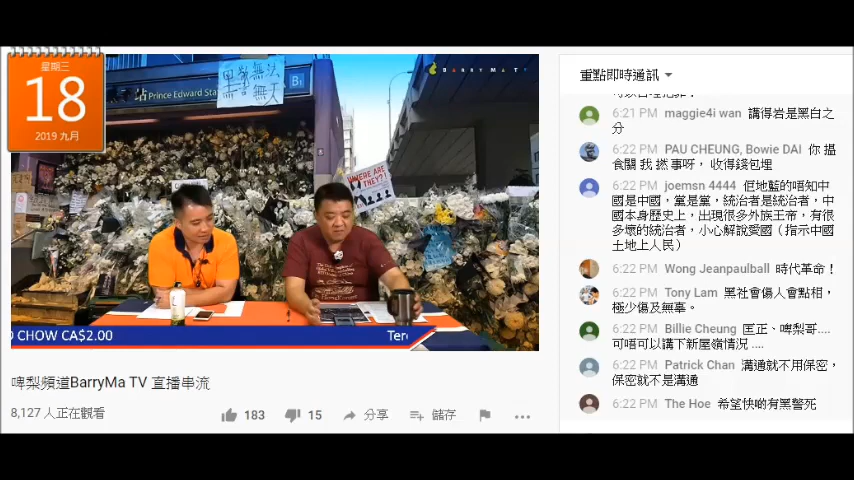 星期三
18
2019 九月
黑警無法
無天
站 Prince Edward Sta
B1
BARRYMA TV
WHERE ARE
THEY?!
D CHOW CA$2.00
Tere
啤梨頻道BarryMa TV 直播串流
8,127 人正在觀看
183
15
分享
儲存
重點即時通訊
6:21 PM maggie4i wan 講得岩是黑白之
分
6:22 PM PAU CHEUNG, Bowie DAI 你 搵
食關 我 撚 事呀， 收得錢包埋
6:22 PM joemsn 4444 佢地藍的唔知中
國是中國，黨是黨，統治者是統治者，中
國本身歷史上，出現很多外族王帝，有很
多壞的統治者，小心解說愛國（指示中國
土地上人民）
6:22 PM Wong Jeanpaulball 時代革命！
6:22 PM Tony Lam 黑社會傷人會點相，
極少傷及無辜。
6:22 PM Billie Cheung 匡正、啤梨哥....
可唔可以講下新屋嶺情況 ....
6:22 PM Patrick Chan 溝通就不用保密，
保密就不是溝通
6:22 PM The Hoe 希望快啲有黑警死